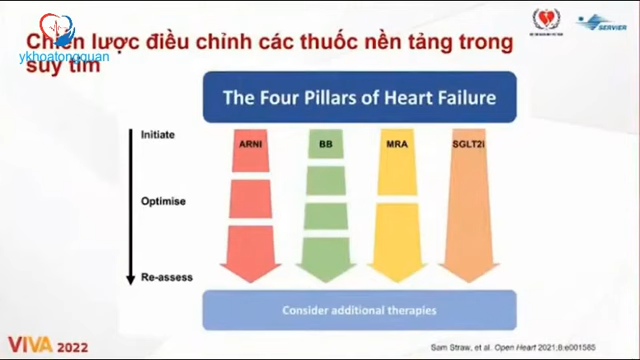 Chiến lược điều chỉnh các thuốc nền tảng trong
suy tim
ykhoatongquan
SERVIER
The Four Pillars of Heart Failure
Initiate
ARNI
BB
MRA
SGLT2i
Optimise
Re-assess
Consider additional therapies
VIVA 2022
Sam Straw, et al. Open Heart 2021;8:e001585